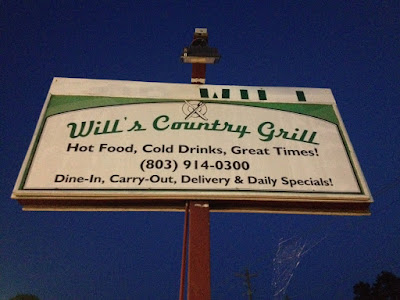 Will's Country Grill
Hot Food, Cold Drinks, Great Times!
(803) 914-0300
Dine-In, Carry-Out, Delivery & Daily Specials!